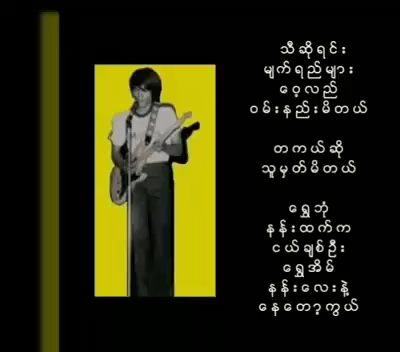 သီဆိုရင်း
မျက်ရည်များ
ဝေ့လည်
ဝမ်းနည်းမိတယ်
တကယ်ဆို
သူမှတ်မိတယ်
ရွှေဘုံ
နန်းထက်က
ငယ်ချစ်ဦး
ရွှေအိမ်
နန်းလေးနဲ့
နေတော့ကွယ်